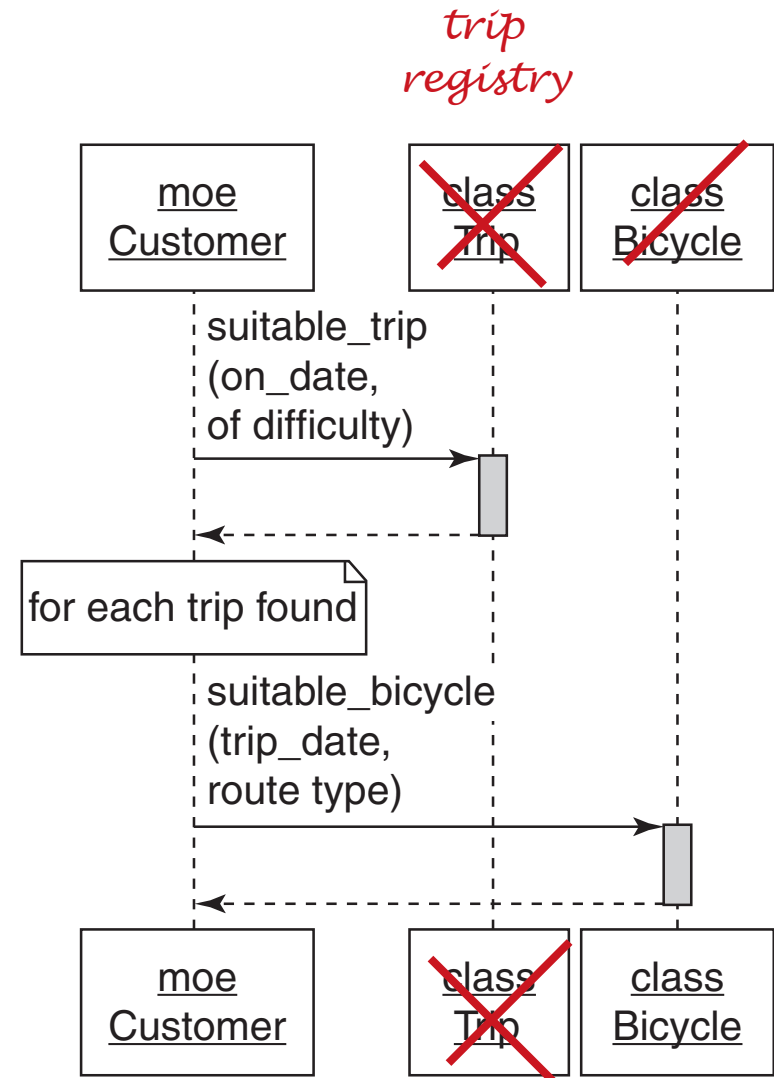 trip
registry
moe
Customer
class
Trip
class
Bicycle
suitable_trip
(on_date,
of difficulty)
for each trip found
suitable_bicycle
(trip_date,
route type)
moe
Customer
class
Trip
class
Bicycle